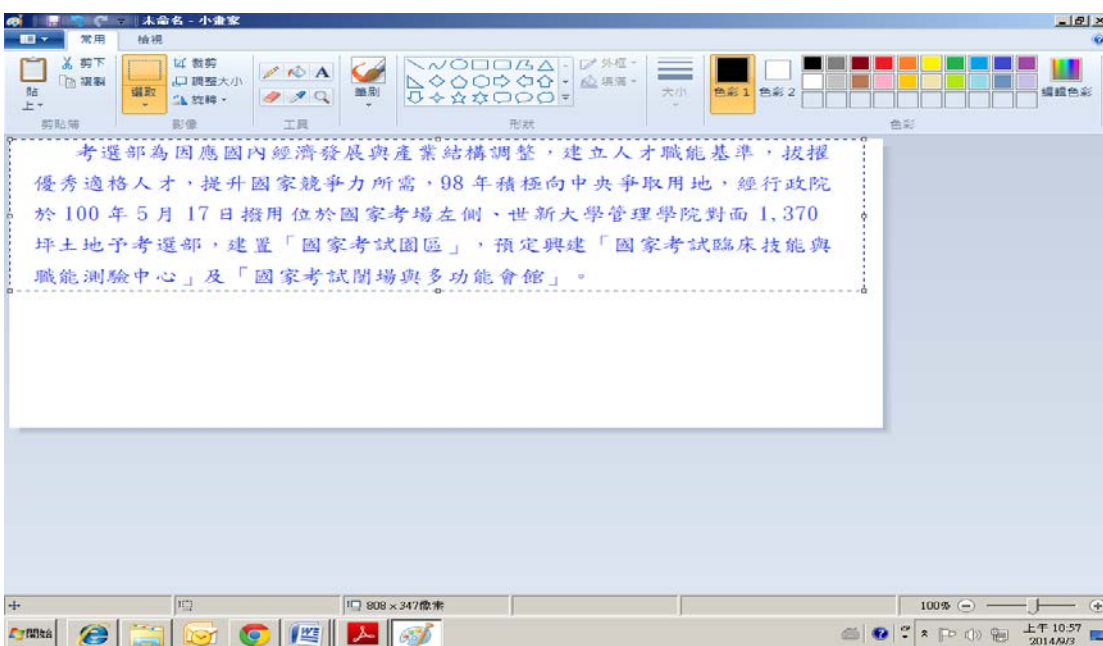 未命名 - 小畫家
常用 檢視
剪下
複製
貼上
剪貼簿
選取
裁剪
調整大小
旋轉
影像
A
工具
筆刷
外框
填滿
形狀
大小
色彩 1
色彩 2
編輯色彩
色彩
考選部為因應國內經濟發展與產業結構調整，建立人才職能基準，拔擢
優秀適格人才，提升國家競爭力所需，98 年積極向中央爭取用地，經行政院
於 100 年 5 月 17 日撥用位於國家考場左側、世新大學管理學院對面 1,370
坪土地予考選部，建置「國家考試園區」，預定興建「國家考試臨床技能與
職能測驗中心」及「國家考試闈場與多功能會館」。
808 × 347像素
100%
開始
上午 10:57
2014/9/3